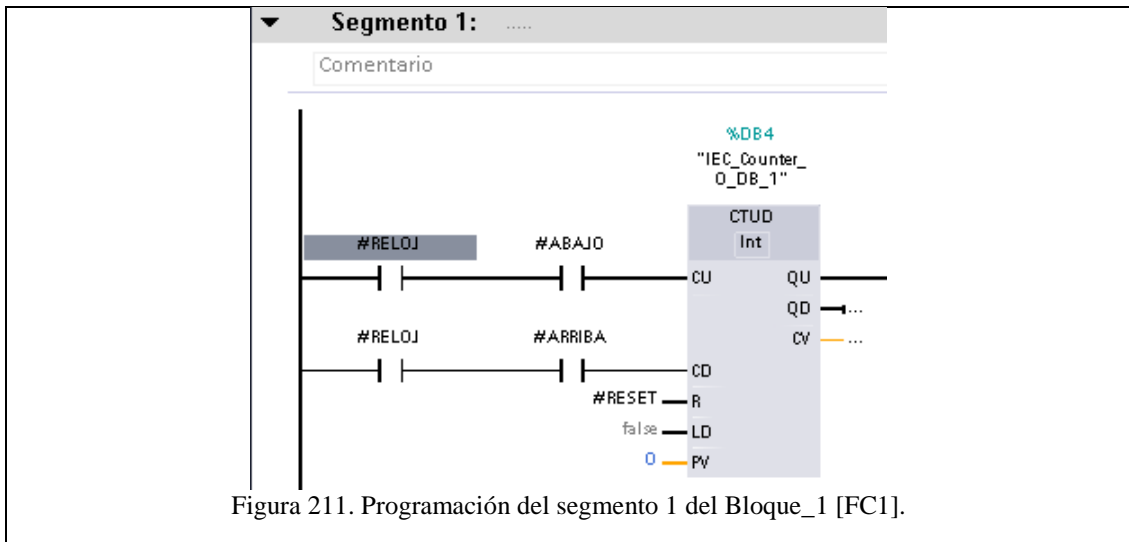 Segmento 1: .....
Comentario
%DB4
"IEC_Counter_
0_DB_1"
CTUD
Int
#RELOJ #ABAJO
CU QU
QD ...
CV ...
#RELOJ #ARRIBA
CD
#RESET R
false LD
0 PV
Figura 211. Programación del segmento 1 del Bloque_1 [FC1].